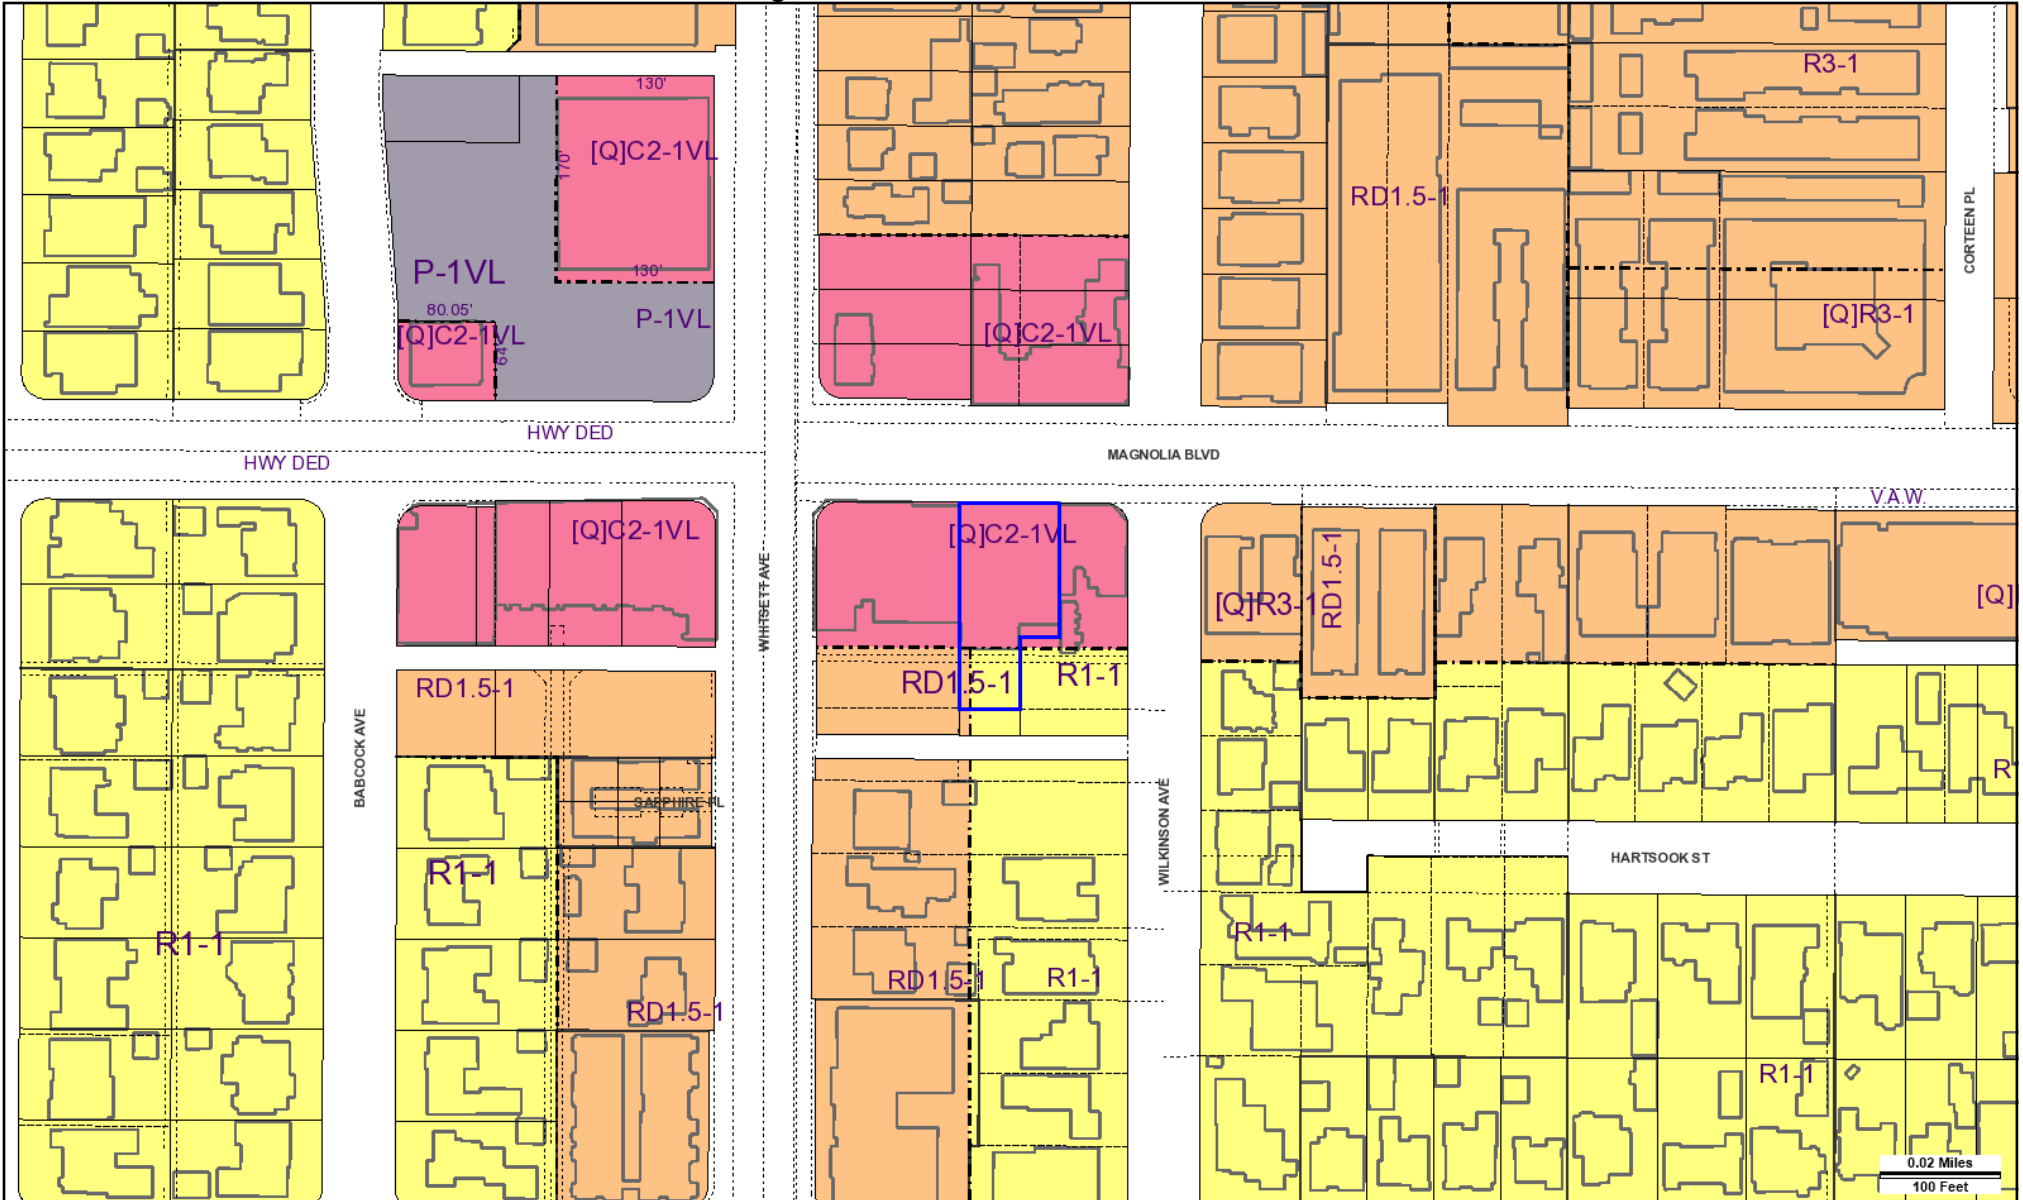 R3-1
130'
[Q]C2-1VL
170'
RD1.5-1
CORTEEN PL
P-1VL
130'
80.05'
P-1VL
[Q]C2-1VL
64'
[Q]C2-1VL
[Q]R3-1
HWY DED
MAGNOLIA BLVD
HWY DED
V.A.W.
[Q]C2-1VL
[Q]C2-1VL
WHITSETT AVE
RD1.5-1
[Q]R3-1
[Q]
RD1.5-1
RD1.5-1
R1-1
BABCOCK AVE
SAPPHIRE PL
WILKINSON AVE
R
HARTSOOK ST
R1-1
R1-1
R1-1
RD1.5-1
R1-1
RD1.5-1
R1-1
0.02 Miles
100 Feet